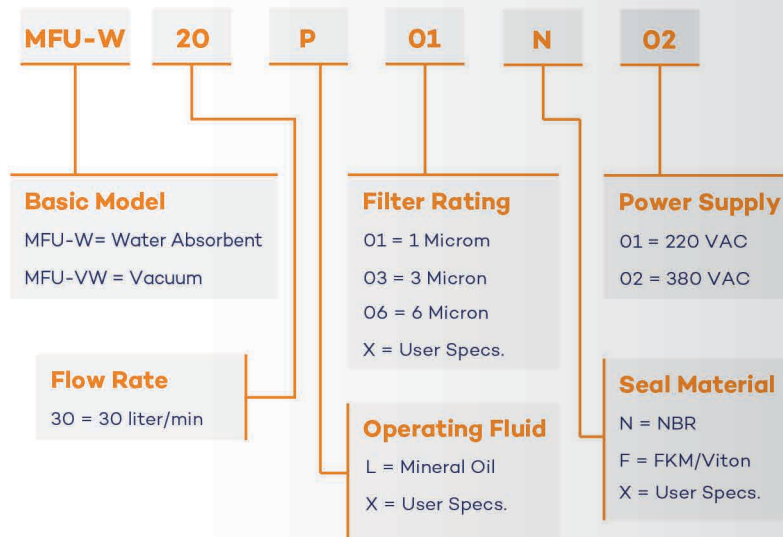 MFU-W 20 P 01 N 02
Basic Model
MFU-W= Water Absorbent
MFU-VW = Vacuum
Filter Rating
01 = 1 Microm
03 = 3 Micron
06 = 6 Micron
X = User Specs.
Power Supply
01 = 220 VAC
02 = 380 VAC
Flow Rate
30 = 30 liter/min
Operating Fluid
L = Mineral Oil
X = User Specs.
Seal Material
N = NBR
F = FKM/Viton
X = User Specs.